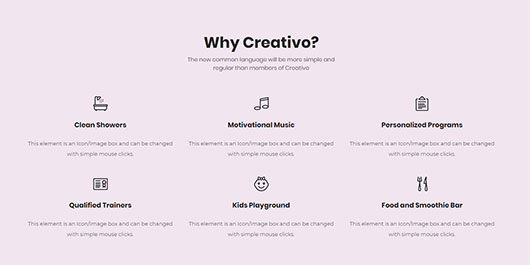 Why Creativo?
The new common language will be more simple and
regular than members of Creativo
Clean Showers
This element is an Icon/Image box and can be changed
with simple mouse clicks.
Motivational Music
This element is an Icon/Image box and can be changed
with simple mouse clicks.
Personalized Programs
This element is an Icon/Image box and can be changed
with simple mouse clicks.
Qualified Trainers
This element is an Icon/Image box and can be changed
with simple mouse clicks.
Kids Playground
This element is an Icon/Image box and can be changed
with simple mouse clicks.
Food and Smoothie Bar
This element is an Icon/Image box and can be changed
with simple mouse clicks.